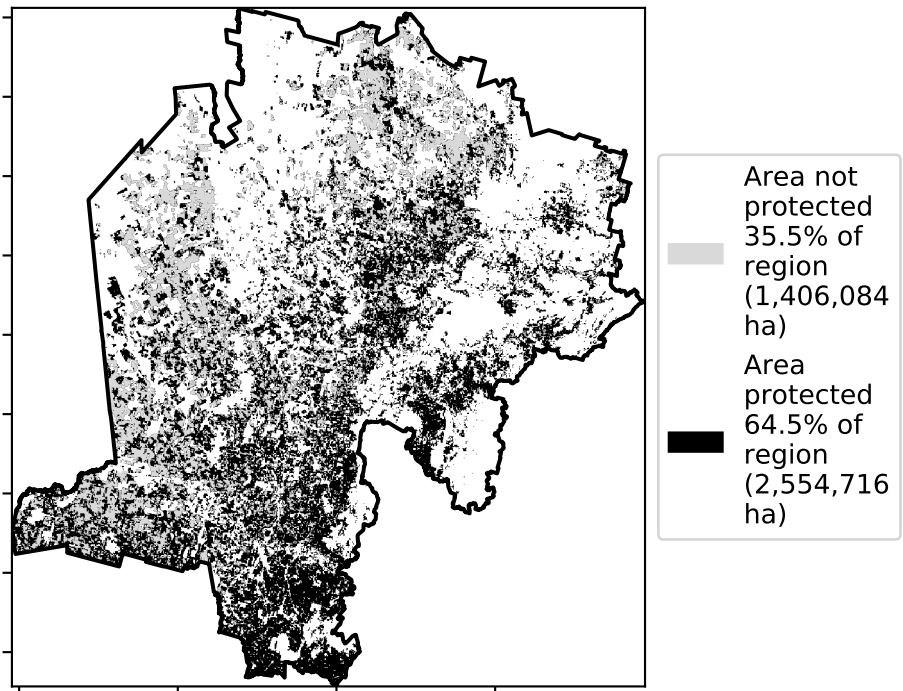 Area not
protected
35.5% of
region
(1,406,084
ha)
Area
protected
64.5% of
region
(2,554,716
ha)